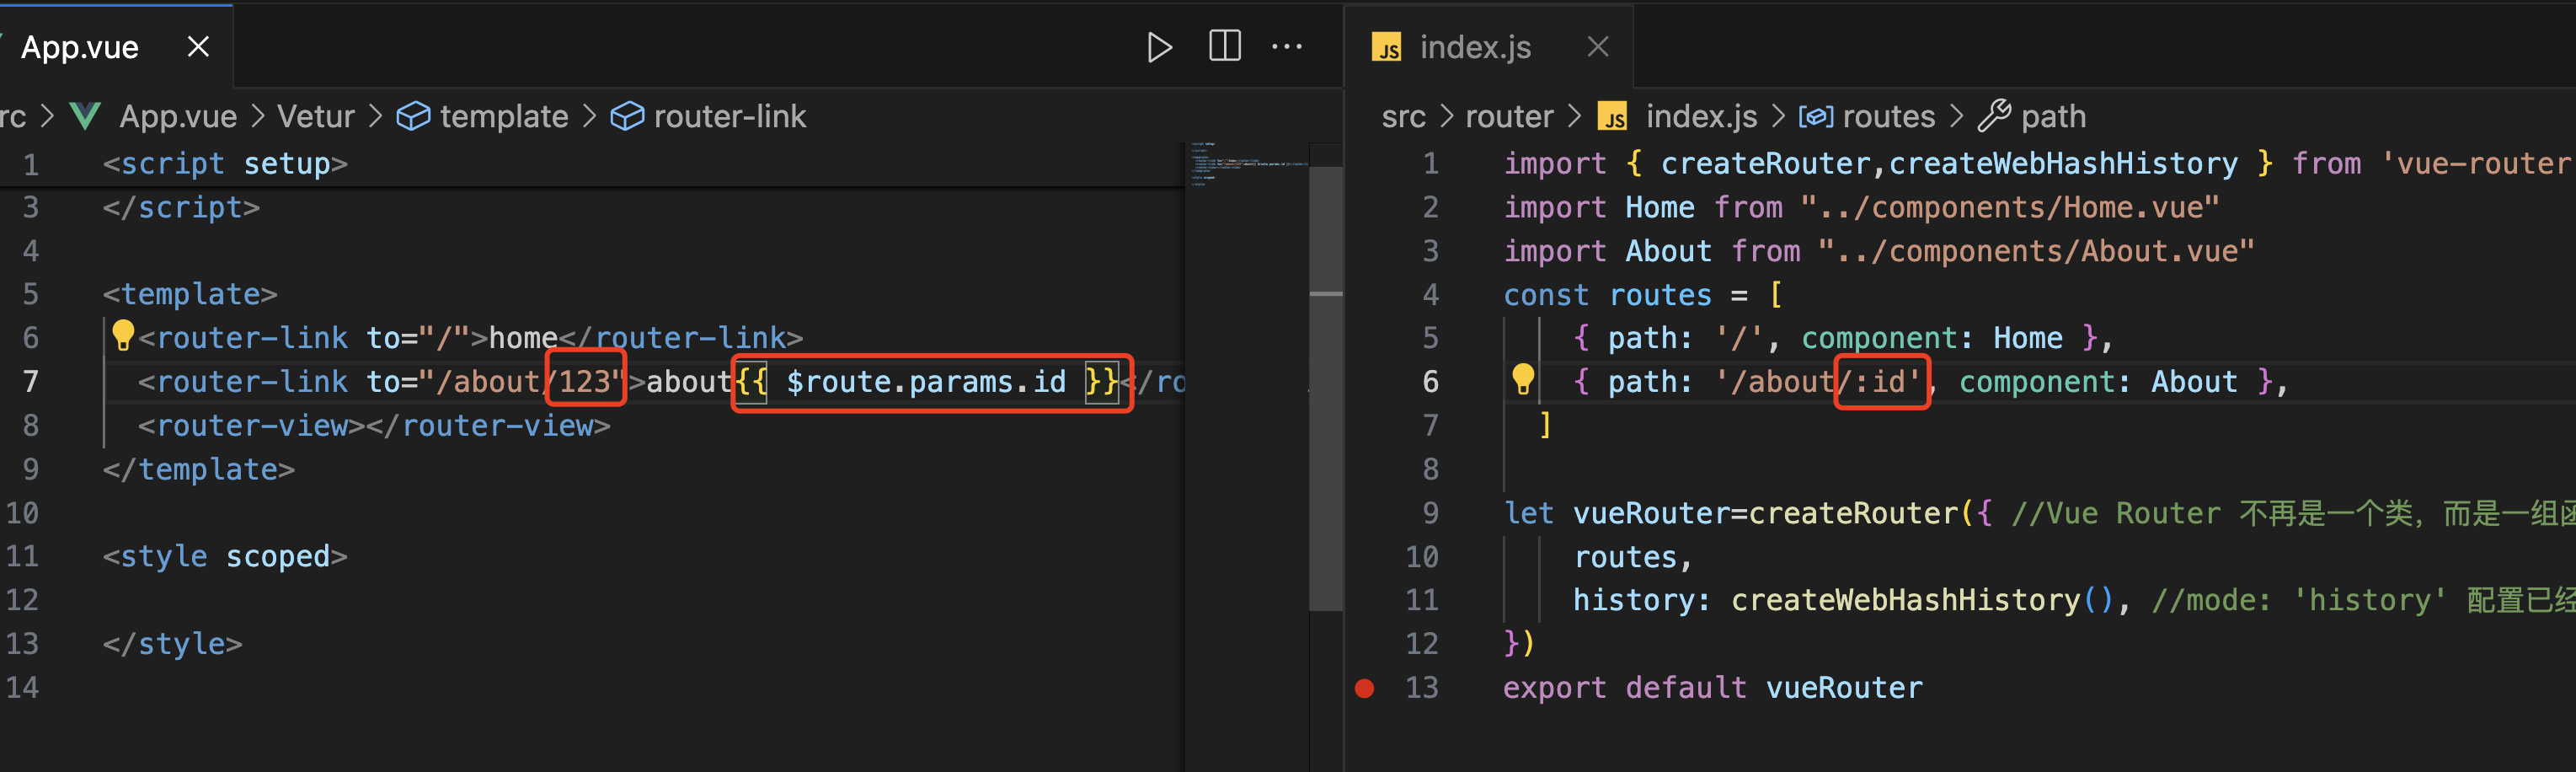 App.vue
rc > App.vue > Vetur > template > router-link
1 <script setup>
3 </script>
4
5 <template>
6 <router-link to="/">home</router-link>
7 <router-link to="/about/123">about{{ $route.params.id }}</ro
8 <router-view></router-view>
9 </template>
10
11 <style scoped>
12
13 </style>
14
JS index.js
src > router > JS index.js > routes > path
1 import { createRouter,createWebHashHistory } from 'vue-router
2 import Home from "../components/Home.vue"
3 import About from "../components/About.vue"
4 const routes = [
5 { path: '/', component: Home },
6 { path: '/about/:id', component: About },
7 ]
8
9 let vueRouter=createRouter({ //Vue Router 不再是一个类，而是一组函
10 routes,
11 history: createWebHashHistory(), //mode: 'history' 配置已经
12 })
13 export default vueRouter